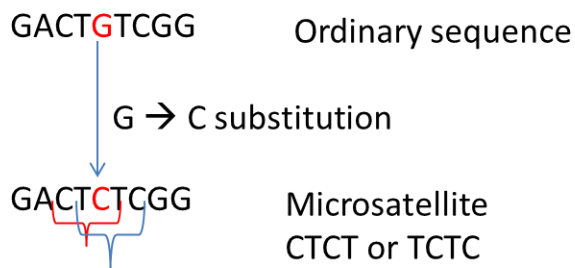 GACTGTCGG Ordinary sequence
G → C substitution
GACTCTCGG Microsatellite
CTCT or TCTC